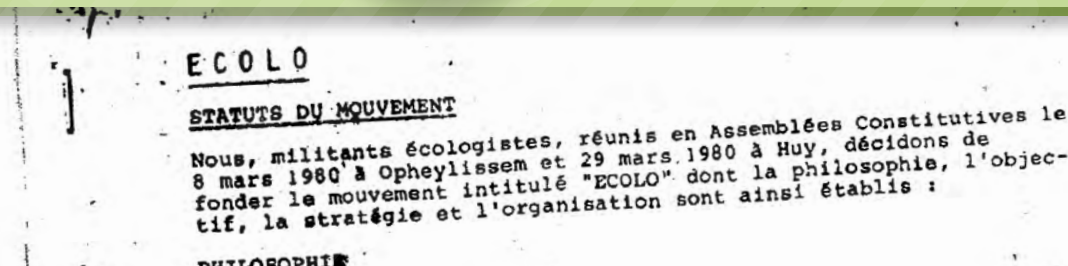 ECOLO
STATUTS DU MOUVEMENT
Nous, militants écologistes, réunis en Assemblées Constitutives le
8 mars 1980 à Opheylissem et 29 mars 1980 à Huy, décidons de
fonder le mouvement intitulé "ECOLO" dont la philosophie, l'objec-
tif, la stratégie et l'organisation sont ainsi établis :
PHILOSOPHIE